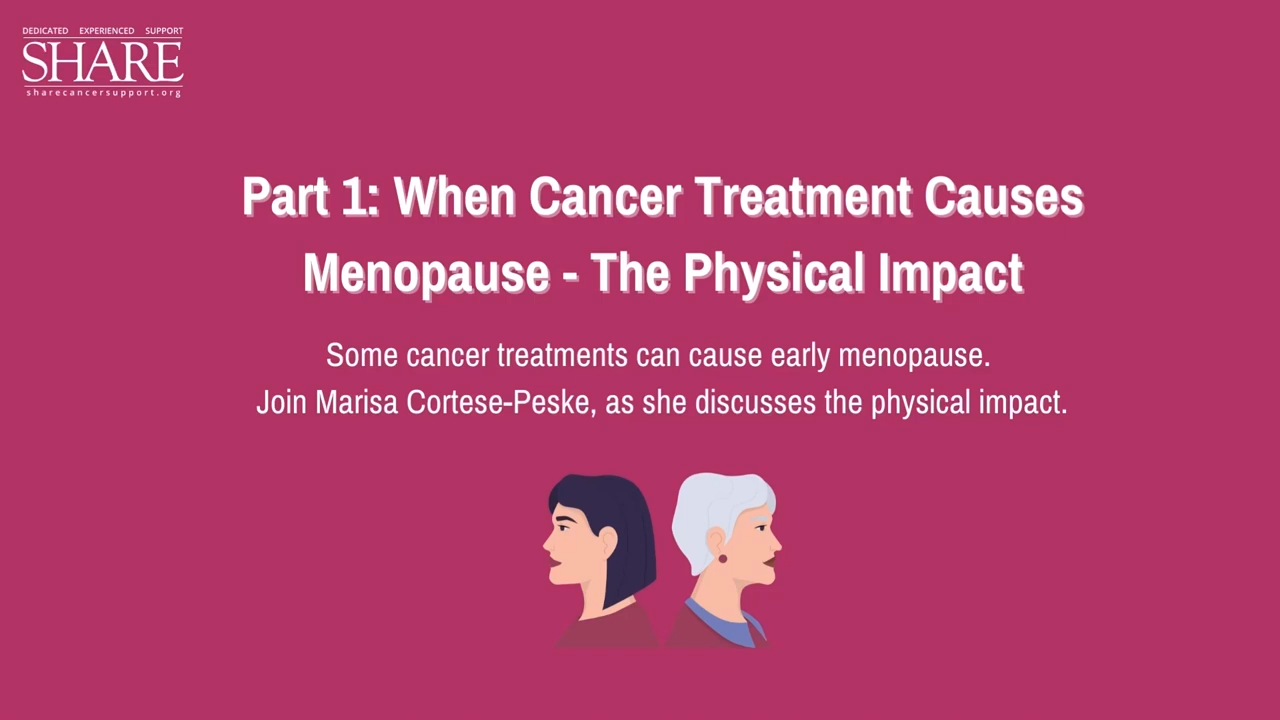 DEDICATED EXPERIENCED SUPPORT
SHARE
sharecancersupport.org
Part 1: When Cancer Treatment Causes
Menopause - The Physical Impact
Some cancer treatments can cause early menopause.
Join Marisa Cortese-Peske, as she discusses the physical impact.